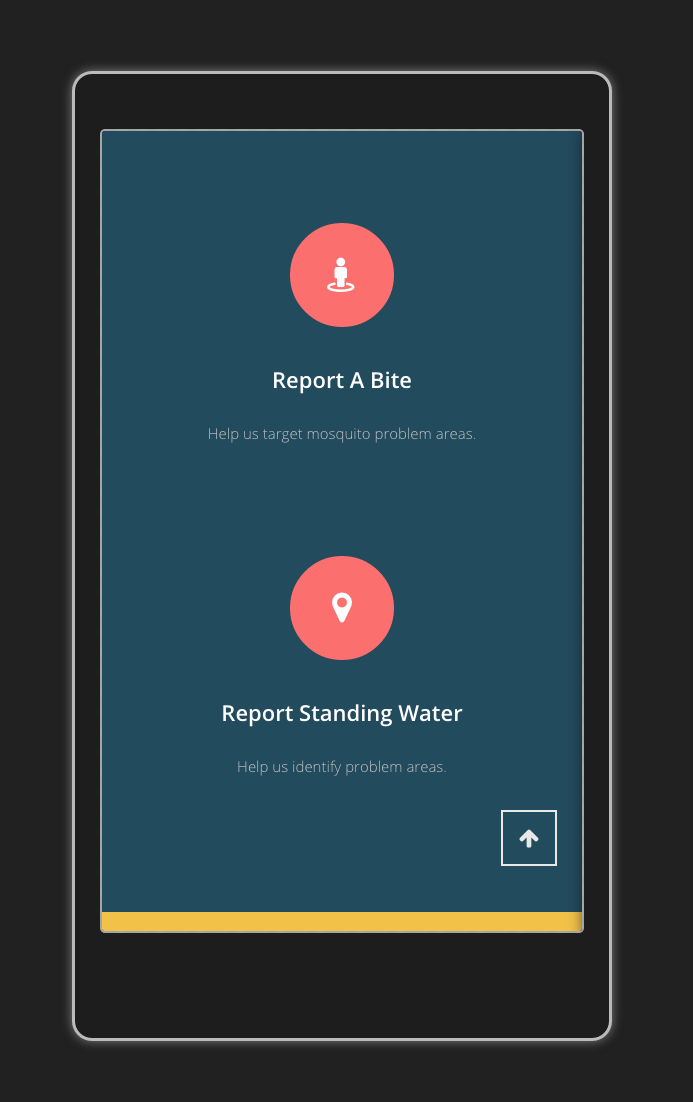 Report A Bite
Help us target mosquito problem areas.
Report Standing Water
Help us identify problem areas.